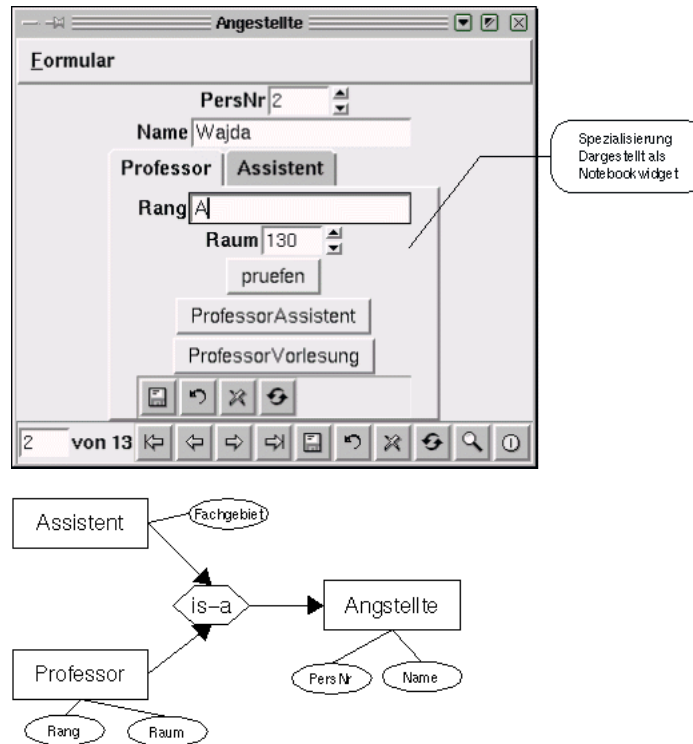 Angestellte
Formular
PersNr 2
Name Wajda
Professor Assistent
Rang A
Raum 130
pruefen
ProfessorAssistent
ProfessorVorlesung
2 von 13
Spezialisierung
Dargestellt als
Notebookwidget
Assistent
Fachgebiet
is-a
Angstellte
PersNr
Name
Professor
Rang
Raum